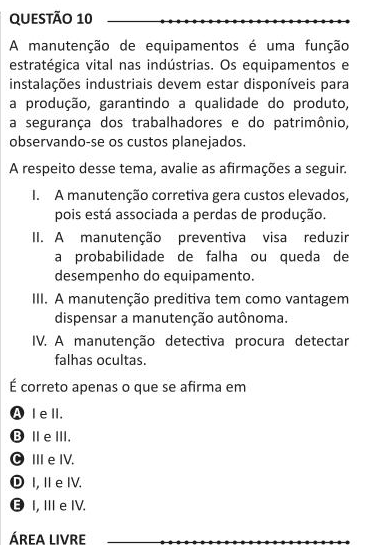 QUESTÃO 10
A manutenção de equipamentos é uma função
estratégica vital nas indústrias. Os equipamentos e
instalações industriais devem estar disponíveis para
a produção, garantindo a qualidade do produto,
a segurança dos trabalhadores e do patrimônio,
observando-se os custos planejados.
A respeito desse tema, avalie as afirmações a seguir.
I. A manutenção corretiva gera custos elevados,
pois está associada a perdas de produção.
II. A manutenção preventiva visa reduzir
a probabilidade de falha ou queda de
desempenho do equipamento.
III. A manutenção preditiva tem como vantagem
dispensar a manutenção autônoma.
IV. A manutenção detectiva procura detectar
falhas ocultas.
É correto apenas o que se afirma em
A I e II.
B II e III.
C III e IV.
D I, II e IV.
E I, III e IV.
ÁREA LIVRE